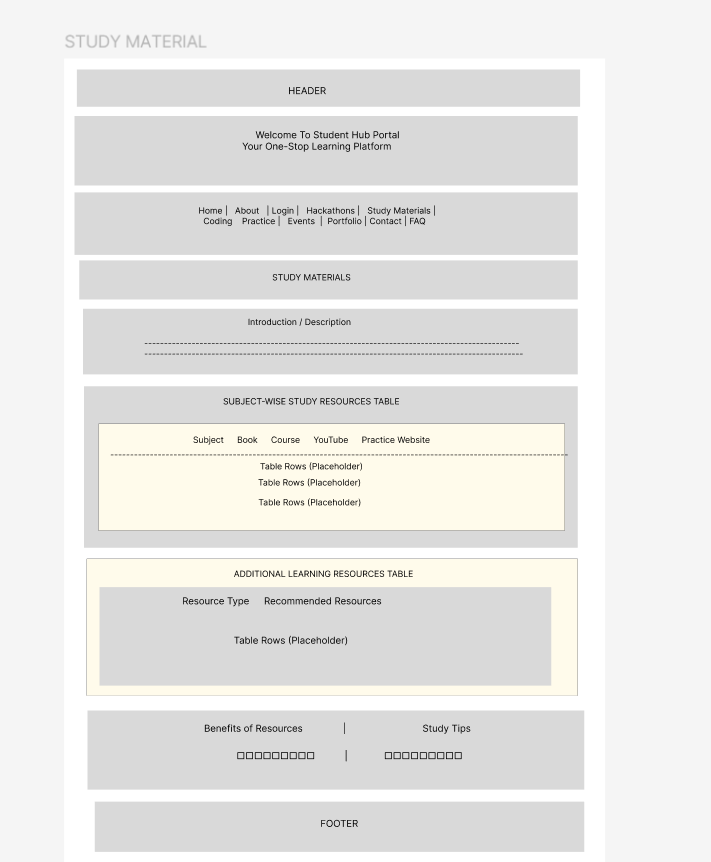 STUDY MATERIAL
HEADER
Welcome To Student Hub Portal
Your One-Stop Learning Platform
Home | About | Login | Hackathons | Study Materials |
Coding Practice | Events | Portfolio | Contact | FAQ
STUDY MATERIALS
Introduction / Description
SUBJECT-WISE STUDY RESOURCES TABLE
Subject Book Course YouTube Practice Website
Table Rows (Placeholder)
Table Rows (Placeholder)
Table Rows (Placeholder)
ADDITIONAL LEARNING RESOURCES TABLE
Resource Type Recommended Resources
Table Rows (Placeholder)
Benefits of Resources | Study Tips
□□□□□□□□□ | □□□□□□□□□
FOOTER